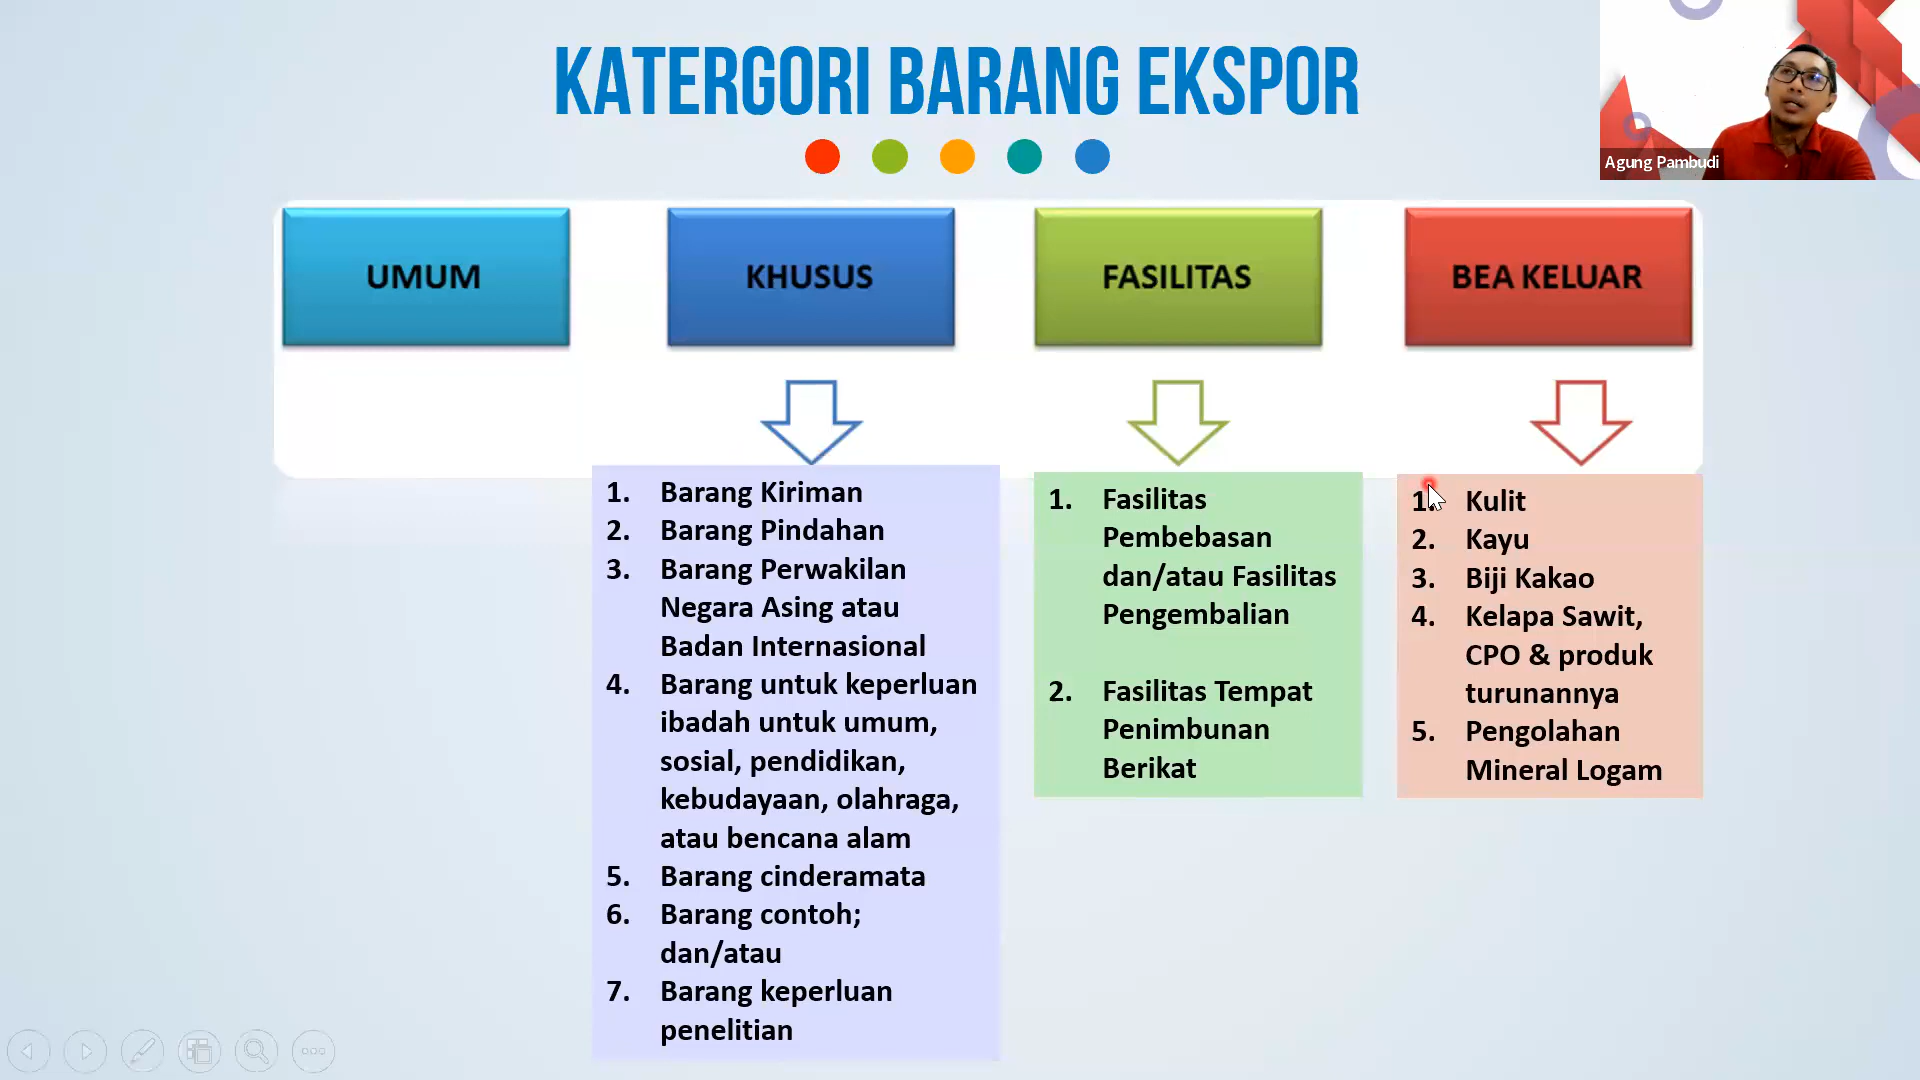 KATERGORI BARANG EKSPOR
Agung Pambudi
UMUM
KHUSUS
FASILITAS
BEA KELUAR
1. Barang Kiriman
2. Barang Pindahan
3. Barang Perwakilan
Negara Asing atau
Badan Internasional
4. Barang untuk keperluan
ibadah untuk umum,
sosial, pendidikan,
kebudayaan, olahraga,
atau bencana alam
5. Barang cinderamata
6. Barang contoh;
dan/atau
7. Barang keperluan
penelitian
1. Fasilitas
Pembebasan
dan/atau Fasilitas
Pengembalian
2. Fasilitas Tempat
Penimbunan
Berikat
1. Kulit
2. Kayu
3. Biji Kakao
4. Kelapa Sawit,
CPO & produk
turunannya
5. Pengolahan
Mineral Logam